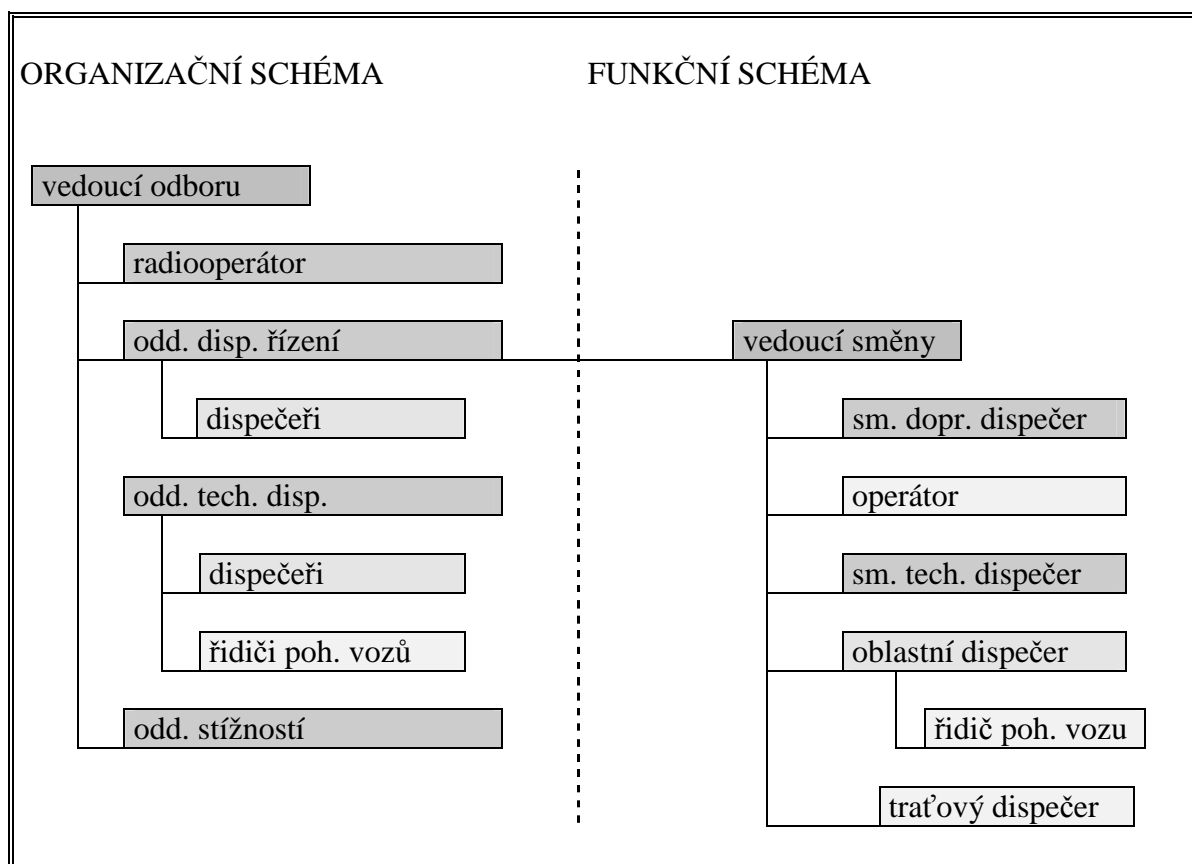 ORGANIZAČNÍ SCHÉMA
FUNKČNÍ SCHÉMA
vedoucí odboru
radiooperátor
odd. disp. řízení
dispečeři
odd. tech. disp.
dispečeři
řidiči poh. vozů
odd. stížností
vedoucí směny
sm. dopr. dispečer
operátor
sm. tech. dispečer
oblastní dispečer
řidič poh. vozu
traťový dispečer